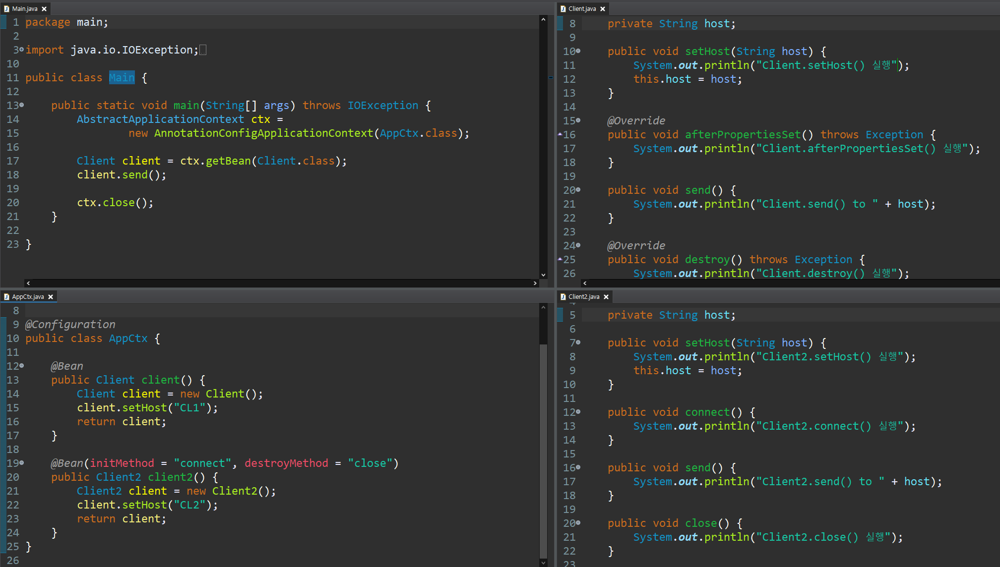 Main.java
1 package main;
2
3 import java.io.IOException;
10
11 public class Main {
12
13     public static void main(String[] args) throws IOException {
14         AbstractApplicationContext ctx =
15                 new AnnotationConfigApplicationContext(AppCtx.class);
16
17         Client client = ctx.getBean(Client.class);
18         client.send();
19
20         ctx.close();
21     }
22
23 }
Client.java
8     private String host;
9
10     public void setHost(String host) {
11         System.out.println("Client.setHost() 실행");
12         this.host = host;
13     }
14
15     @Override
16     public void afterPropertiesSet() throws Exception {
17         System.out.println("Client.afterPropertiesSet() 실행");
18     }
19
20     public void send() {
21         System.out.println("Client.send() to " + host);
22     }
23
24     @Override
25     public void destroy() throws Exception {
26         System.out.println("Client.destroy() 실행");
AppCtx.java
8
9 @Configuration
10 public class AppCtx {
11
12     @Bean
13     public Client client() {
14         Client client = new Client();
15         client.setHost("CL1");
16         return client;
17     }
18
19     @Bean(initMethod = "connect", destroyMethod = "close")
20     public Client2 client2() {
21         Client2 client = new Client2();
22         client.setHost("CL2");
23         return client;
24     }
25 }
26
Client2.java
5     private String host;
6
7     public void setHost(String host) {
8         System.out.println("Client2.setHost() 실행");
9         this.host = host;
10     }
11
12     public void connect() {
13         System.out.println("Client2.connect() 실행");
14     }
15
16     public void send() {
17         System.out.println("Client2.send() to " + host);
18     }
19
20     public void close() {
21         System.out.println("Client2.close() 실행");
22     }
23